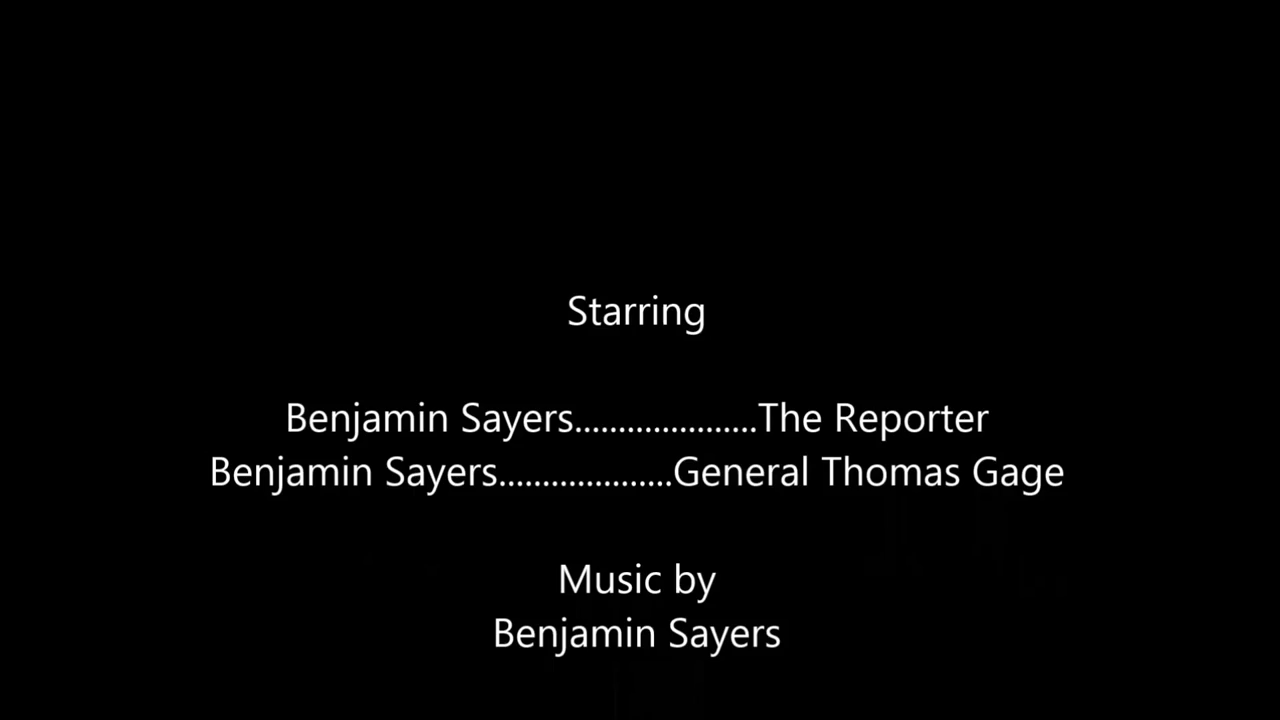 Starring
Benjamin Sayers.....................The Reporter
Benjamin Sayers....................General Thomas Gage
Music by
Benjamin Sayers